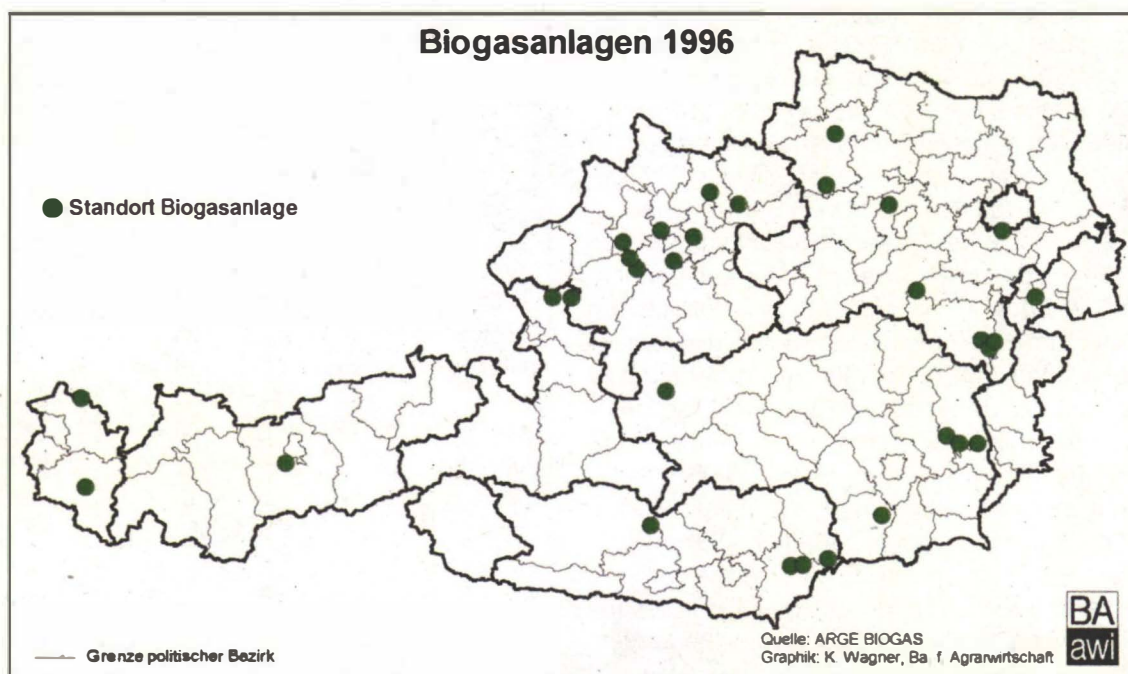 Biogasanlagen 1996
Standort Biogasanlage
Grenze politischer Bezirk
Quelle: ARGE BIOGAS
Graphik: K. Wagner, Ba. f. Agrarwirtschaft
BA
awi